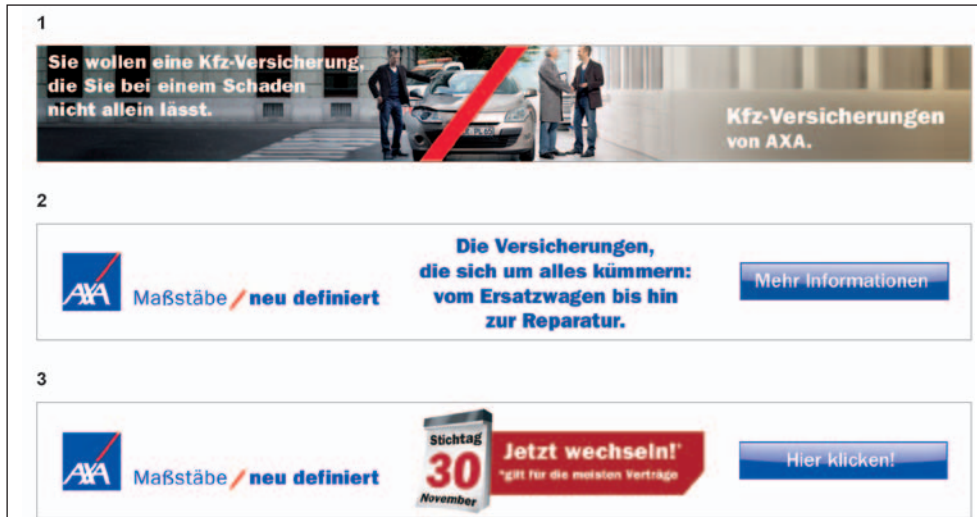 1
Sie wollen eine Kfz-Versicherung,
die Sie bei einem Schaden
nicht allein lässt.
Kfz-Versicherungen
von AXA.
2
AXA
Maßstäbe / neu definiert
Die Versicherungen,
die sich um alles kümmern:
vom Ersatzwagen bis hin
zur Reparatur.
Mehr Informationen
3
AXA
Maßstäbe / neu definiert
Stichtag
30
November
Jetzt wechseln!*
*gilt für die meisten Verträge
Hier klicken!